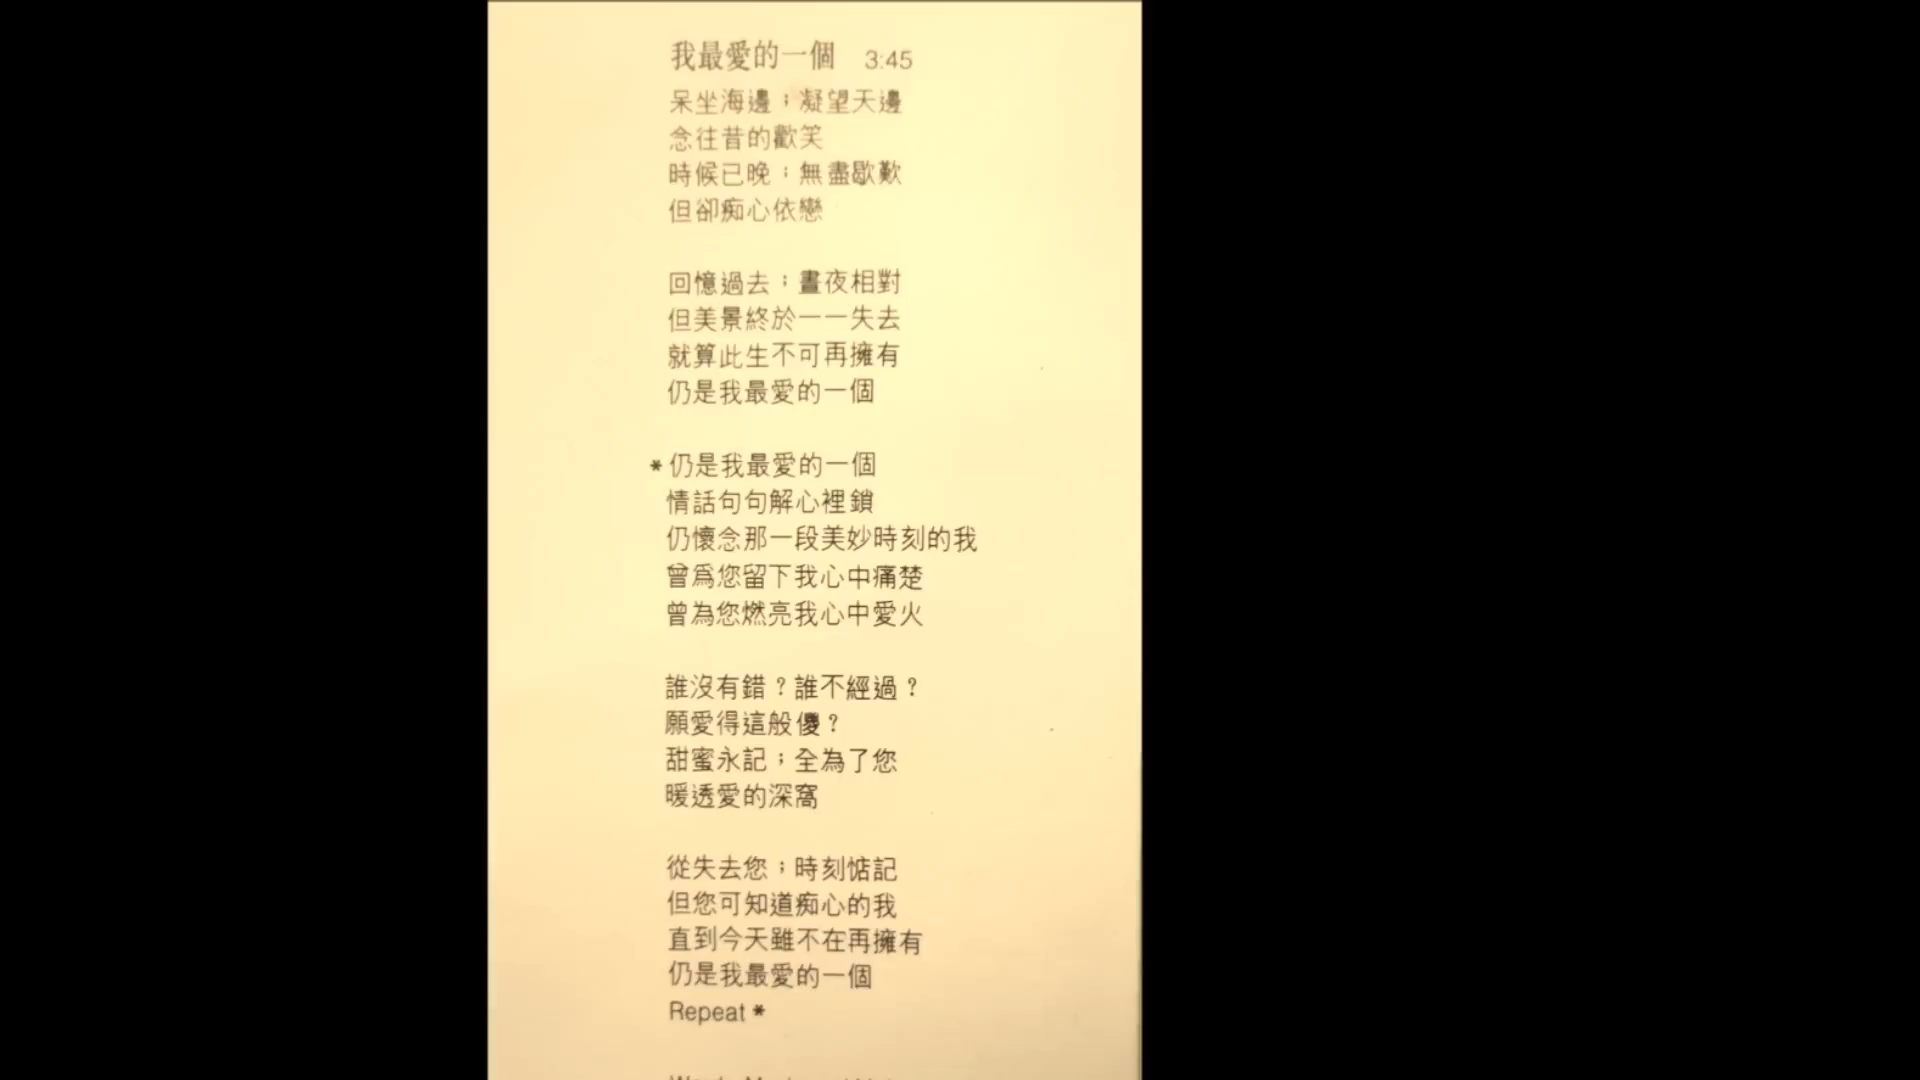 我最愛的一個 3:45
呆坐海邊；凝望天邊
念往昔的歡笑
時候已晚；無盡歇歎
但卻痴心依戀
回憶過去；晝夜相對
但美景終於一一失去
就算此生不可再擁有
仍是我最愛的一個
*仍是我最愛的一個
情話句句解心裡鎖
仍懷念那一段美妙時刻的我
曾爲您留下我心中痛楚
曾為您燃亮我心中愛火
誰沒有錯？誰不經過？
願愛得這般傻？
甜蜜永記；全為了您
暖透愛的深窩
從失去您；時刻惦記
但您可知道痴心的我
直到今天雖不在再擁有
仍是我最愛的一個
Repeat *